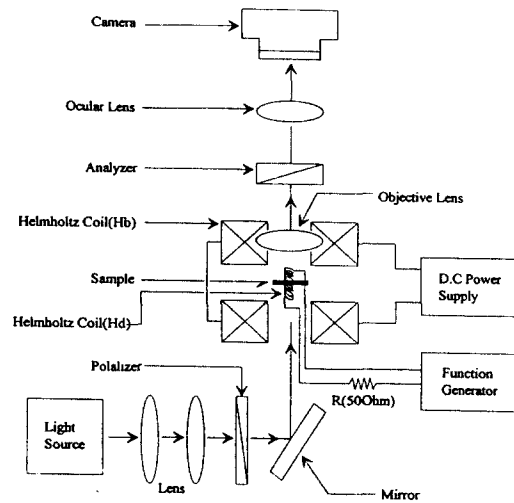 Camera
Ocular Lens
Analyzer
Objective Lens
Helmholtz Coil(Hb)
Sample
D.C Power
Supply
Helmholtz Coil(Hd)
Polalizer
Function
Generator
R(50Ohm)
Light
Source
Lens
Mirror